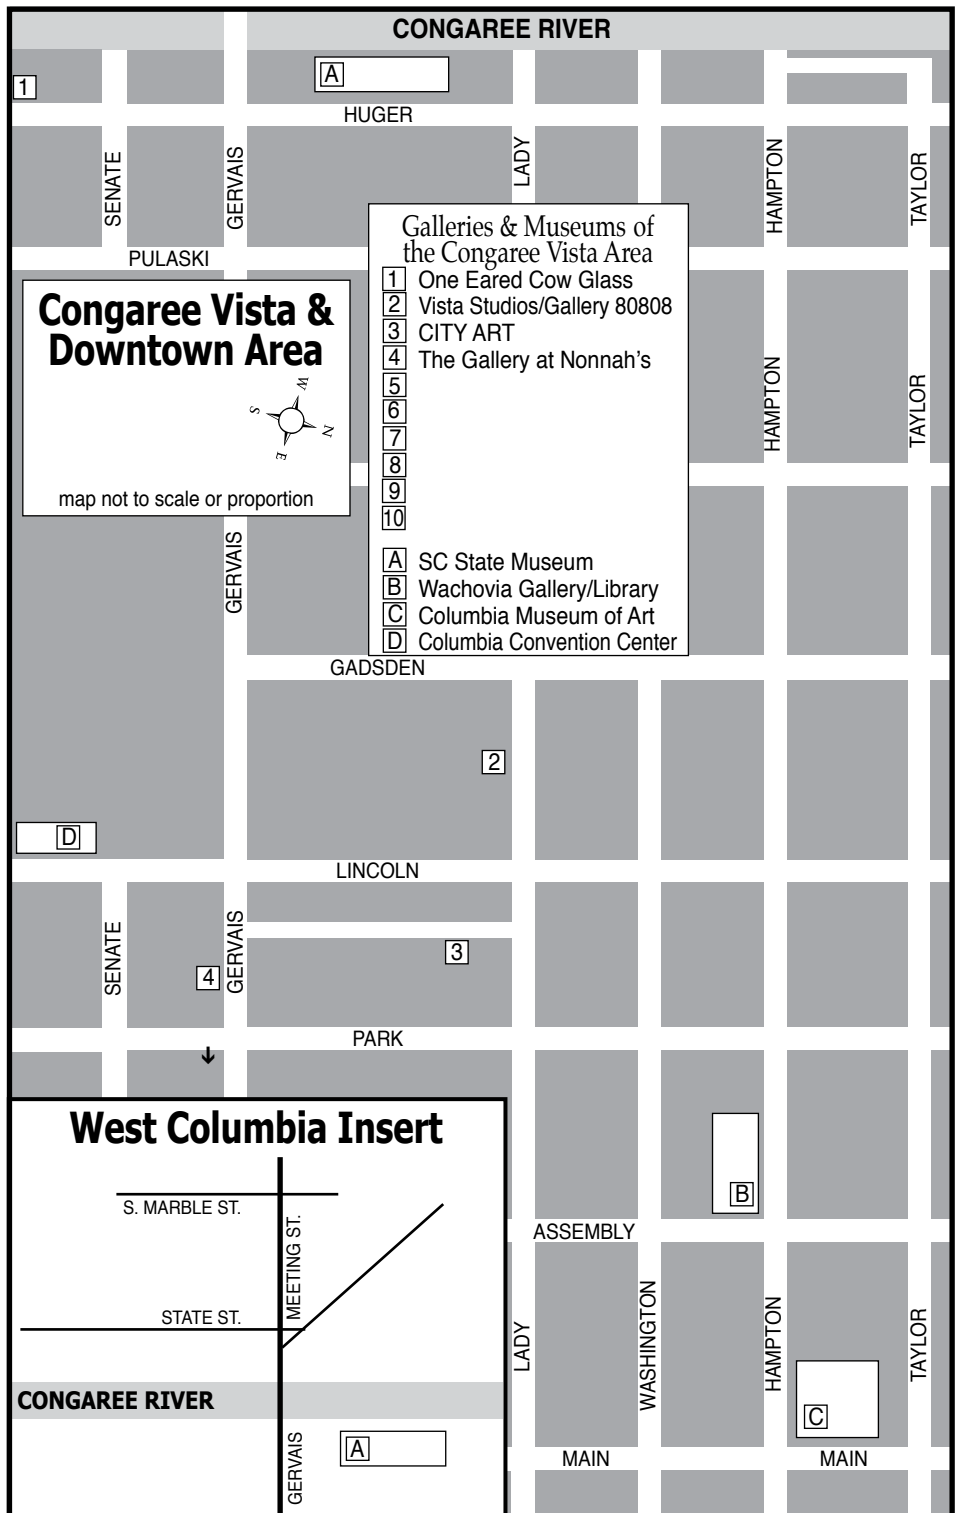 CONGAREE RIVER
1
A
HUGER
SENATE
GERVAIS
LADY
HAMPTON
TAYLOR
PULASKI
Galleries & Museums of
the Congaree Vista Area
1 One Eared Cow Glass
2 Vista Studios/Gallery 80808
3 CITY ART
4 The Gallery at Nonnah's
5
6
7
8
9
10
A SC State Museum
B Wachovia Gallery/Library
C Columbia Museum of Art
D Columbia Convention Center
Congaree Vista &
Downtown Area
W
S
N
E
map not to scale or proportion
HAMPTON
TAYLOR
GERVAIS
GADSDEN
2
D
LINCOLN
SENATE
GERVAIS
3
4
PARK
West Columbia Insert
S. MARBLE ST.
MEETING ST.
STATE ST.
CONGAREE RIVER
GERVAIS
A
B
ASSEMBLY
LADY
WASHINGTON
HAMPTON
TAYLOR
C
MAIN
MAIN